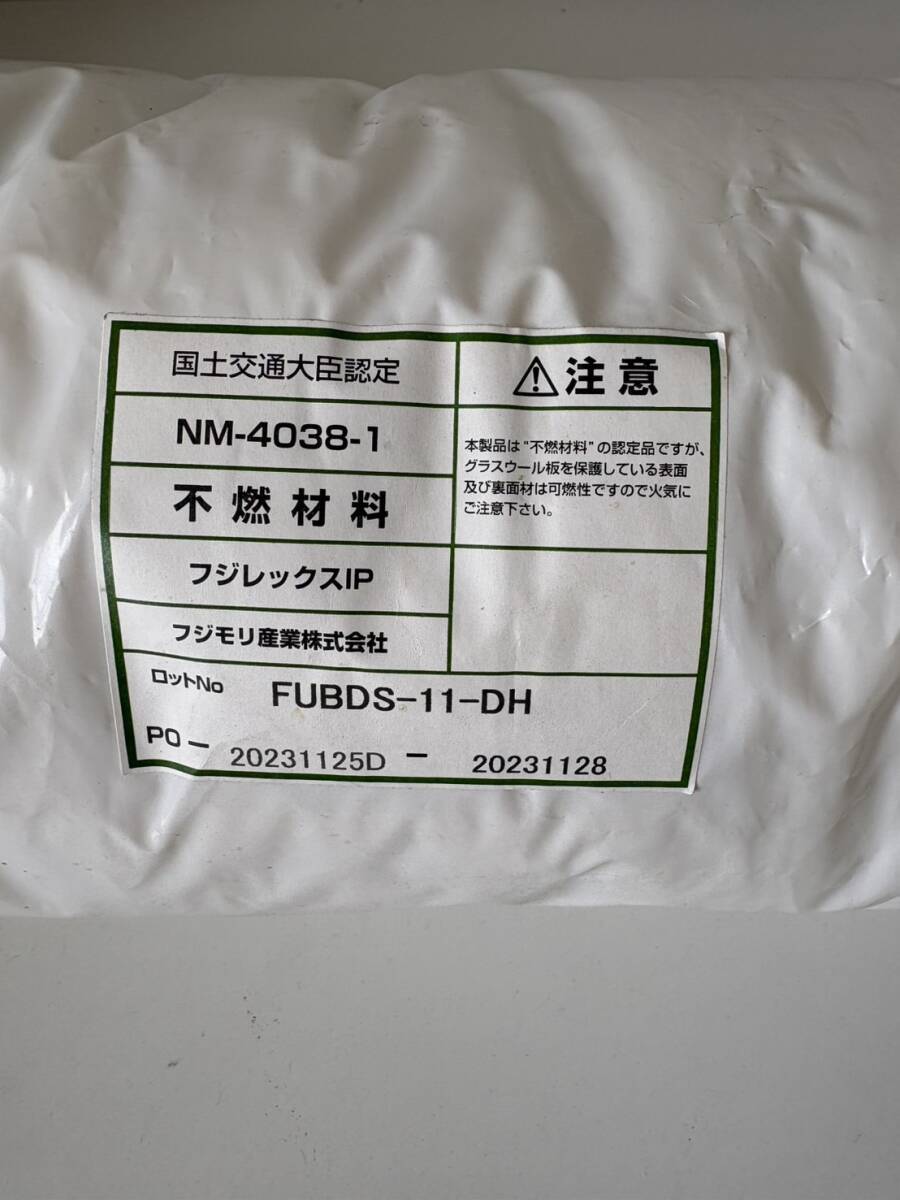 国土交通大臣認定
NM-4038-1
不燃材料
フジレックスIP
フジモリ産業株式会社
⚠注意
本製品は"不燃材料"の認定品ですが、
グラスウール板を保護している表面
及び裏面材は可燃性ですので火気に
ご注意下さい。
ロットNo FUBDS-11-DH
PO- 20231125D - 20231128